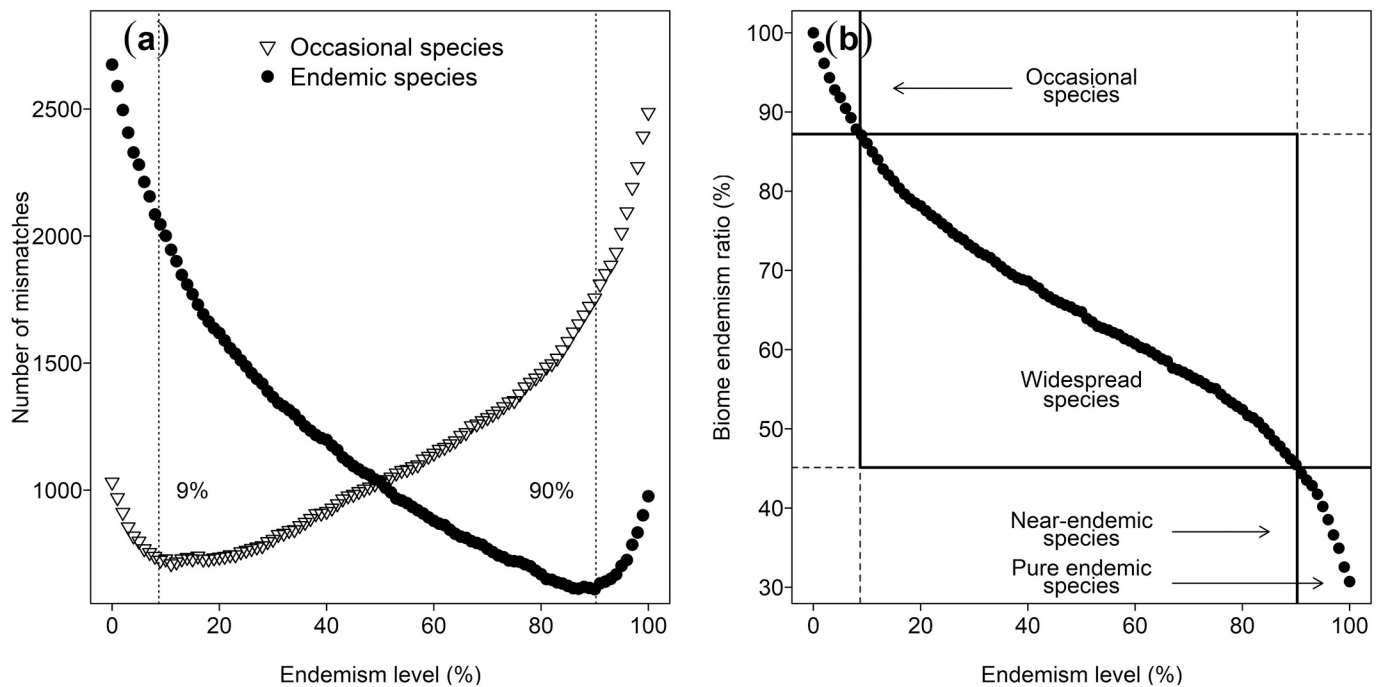 (a)
Occasional species
Endemic species
2500
2000
1500
1000
9%
90%
Number of mismatches
0
20
40
60
80
100
Endemism level (%)
(b)
Occasional
species
Widespread
species
Near-endemic
species
Pure endemic
species
100
90
80
70
60
50
40
30
Biome endemism ratio (%)
0
20
40
60
80
100
Endemism level (%)